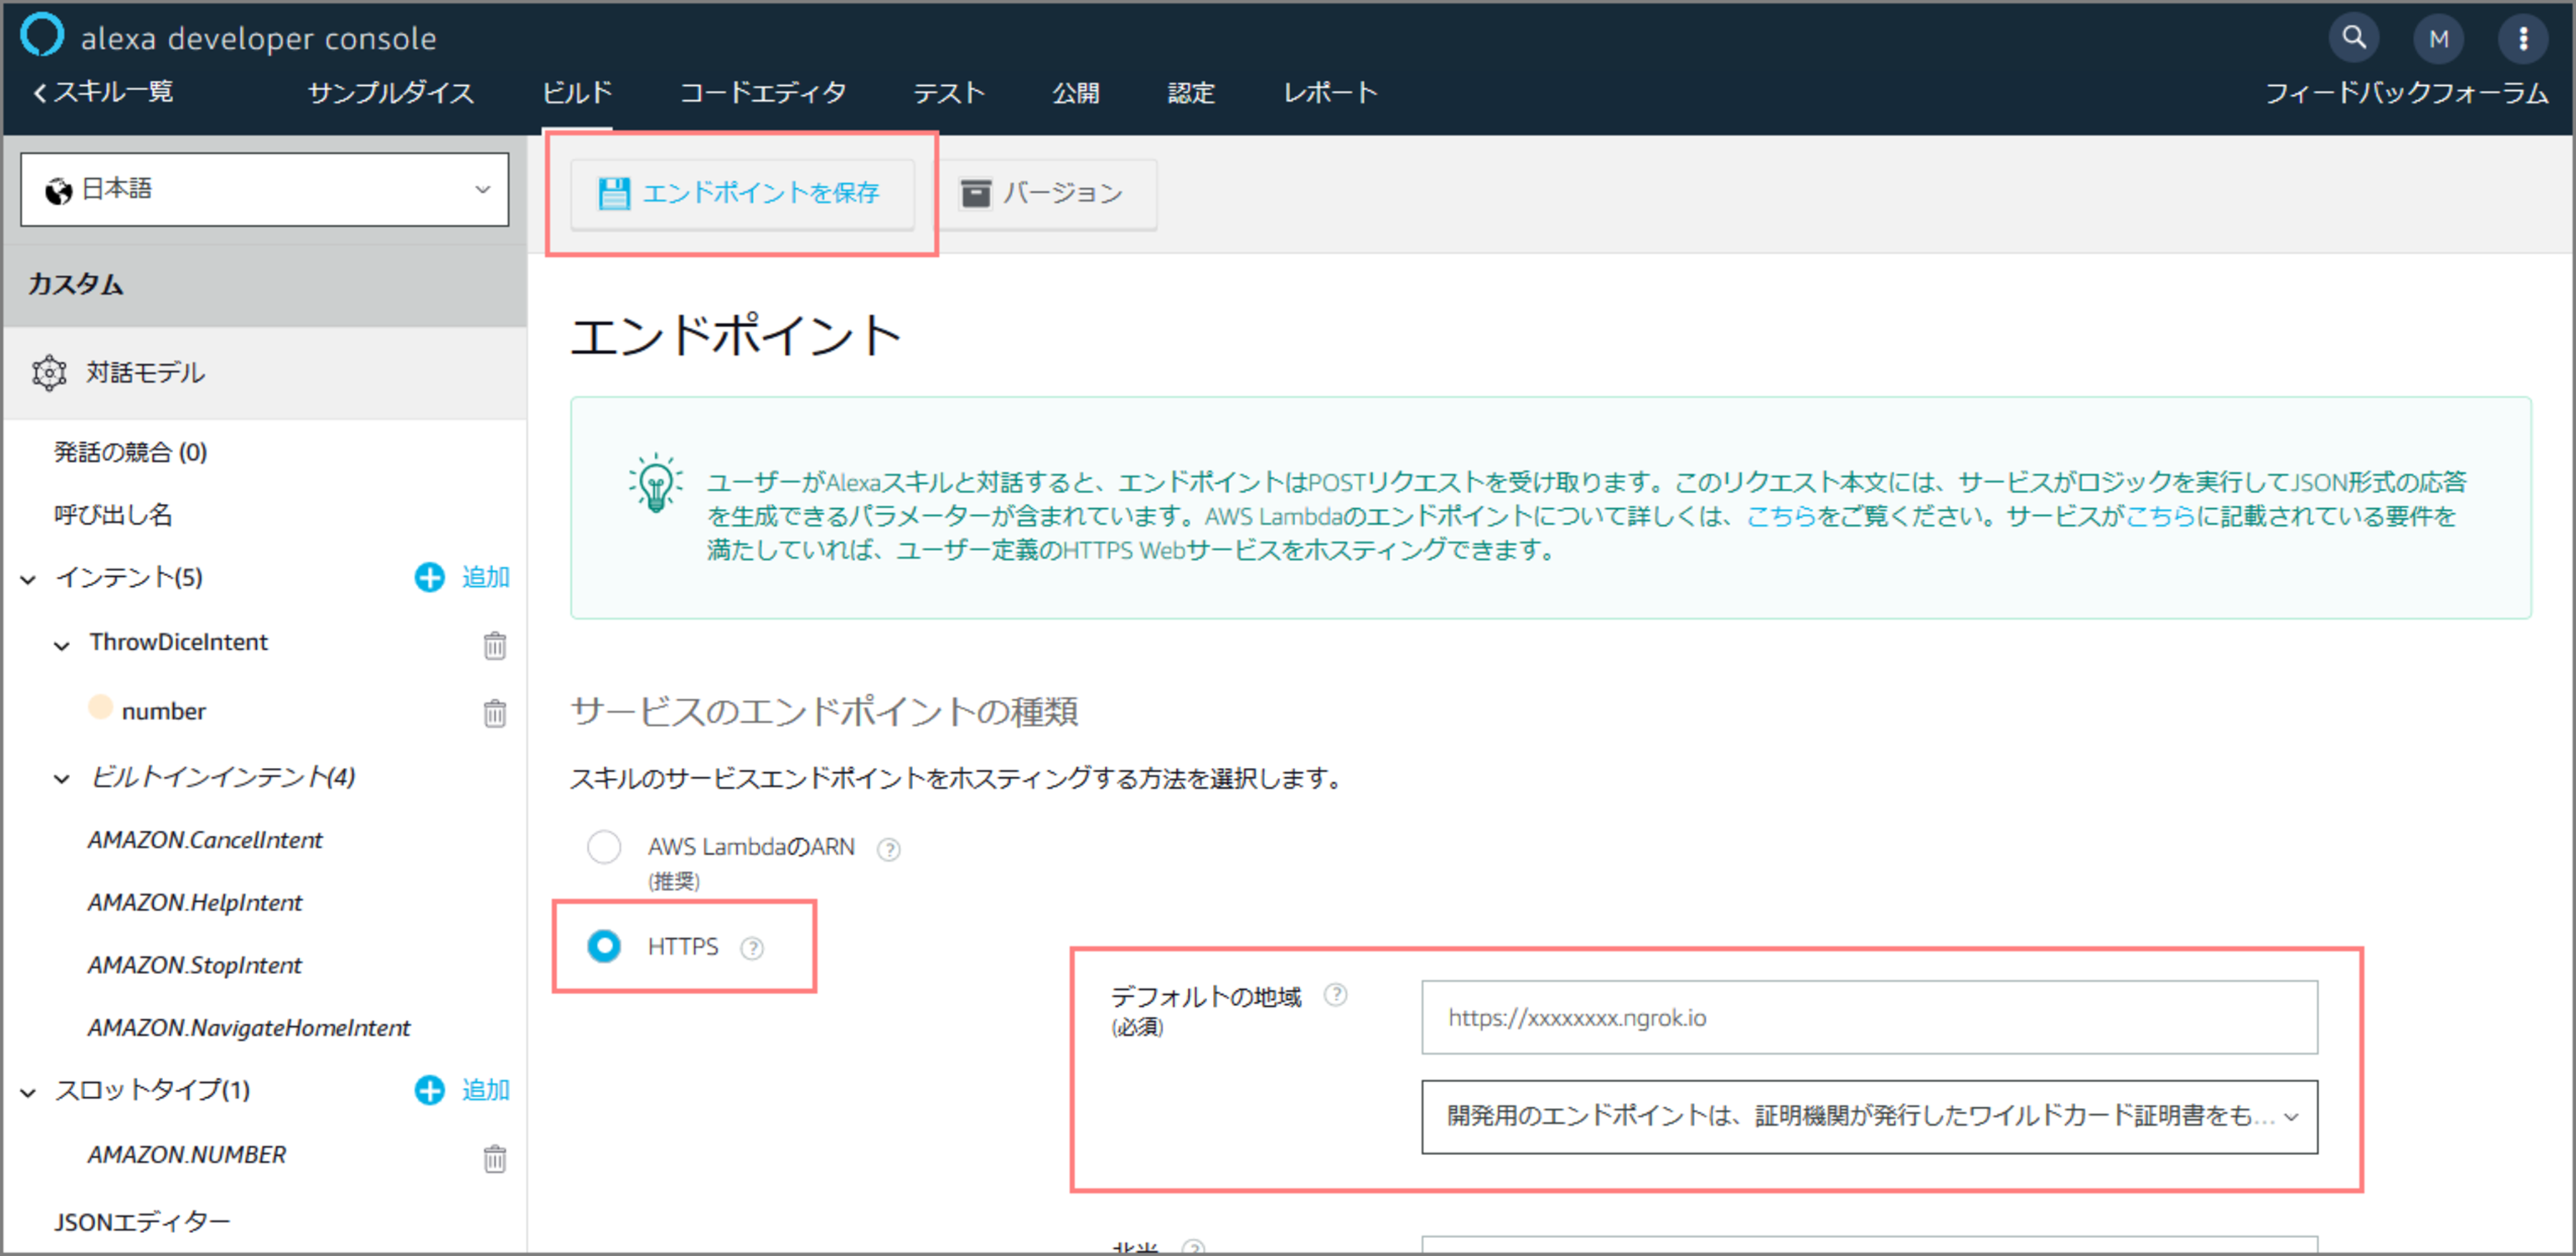 alexa developer console
M
スキル一覧
サンプルダイス
ビルド
コードエディタ
テスト
公開
認定
レポート
フィードバックフォーラム
日本語
エンドポイントを保存
バージョン
カスタム
対話モデル
発話の競合 (0)
呼び出し名
インテント(5)
追加
ThrowDiceIntent
number
ビルトインインテント(4)
AMAZON.CancelIntent
AMAZON.HelpIntent
AMAZON.StopIntent
AMAZON.NavigateHomeIntent
スロットタイプ(1)
追加
AMAZON.NUMBER
JSONエディター
エンドポイント
ユーザーがAlexaスキルと対話すると、エンドポイントはPOSTリクエストを受け取ります。このリクエスト本文には、サービスがロジックを実行してJSON形式の応答
を生成できるパラメーターが含まれています。AWS Lambdaのエンドポイントについて詳しくは、こちらをご覧ください。サービスがこちらに記載されている要件を
満たしていれば、ユーザー定義のHTTPS Webサービスをホスティングできます。
サービスのエンドポイントの種類
スキルのサービスエンドポイントをホスティングする方法を選択します。
AWS LambdaのARN ?
(推奨)
HTTPS ?
デフォルトの地域 ?
(必須)
https://xxxxxxxx.ngrok.io
開発用のエンドポイントは、証明機関が発行したワイルドカード証明書をも...
北米 ?